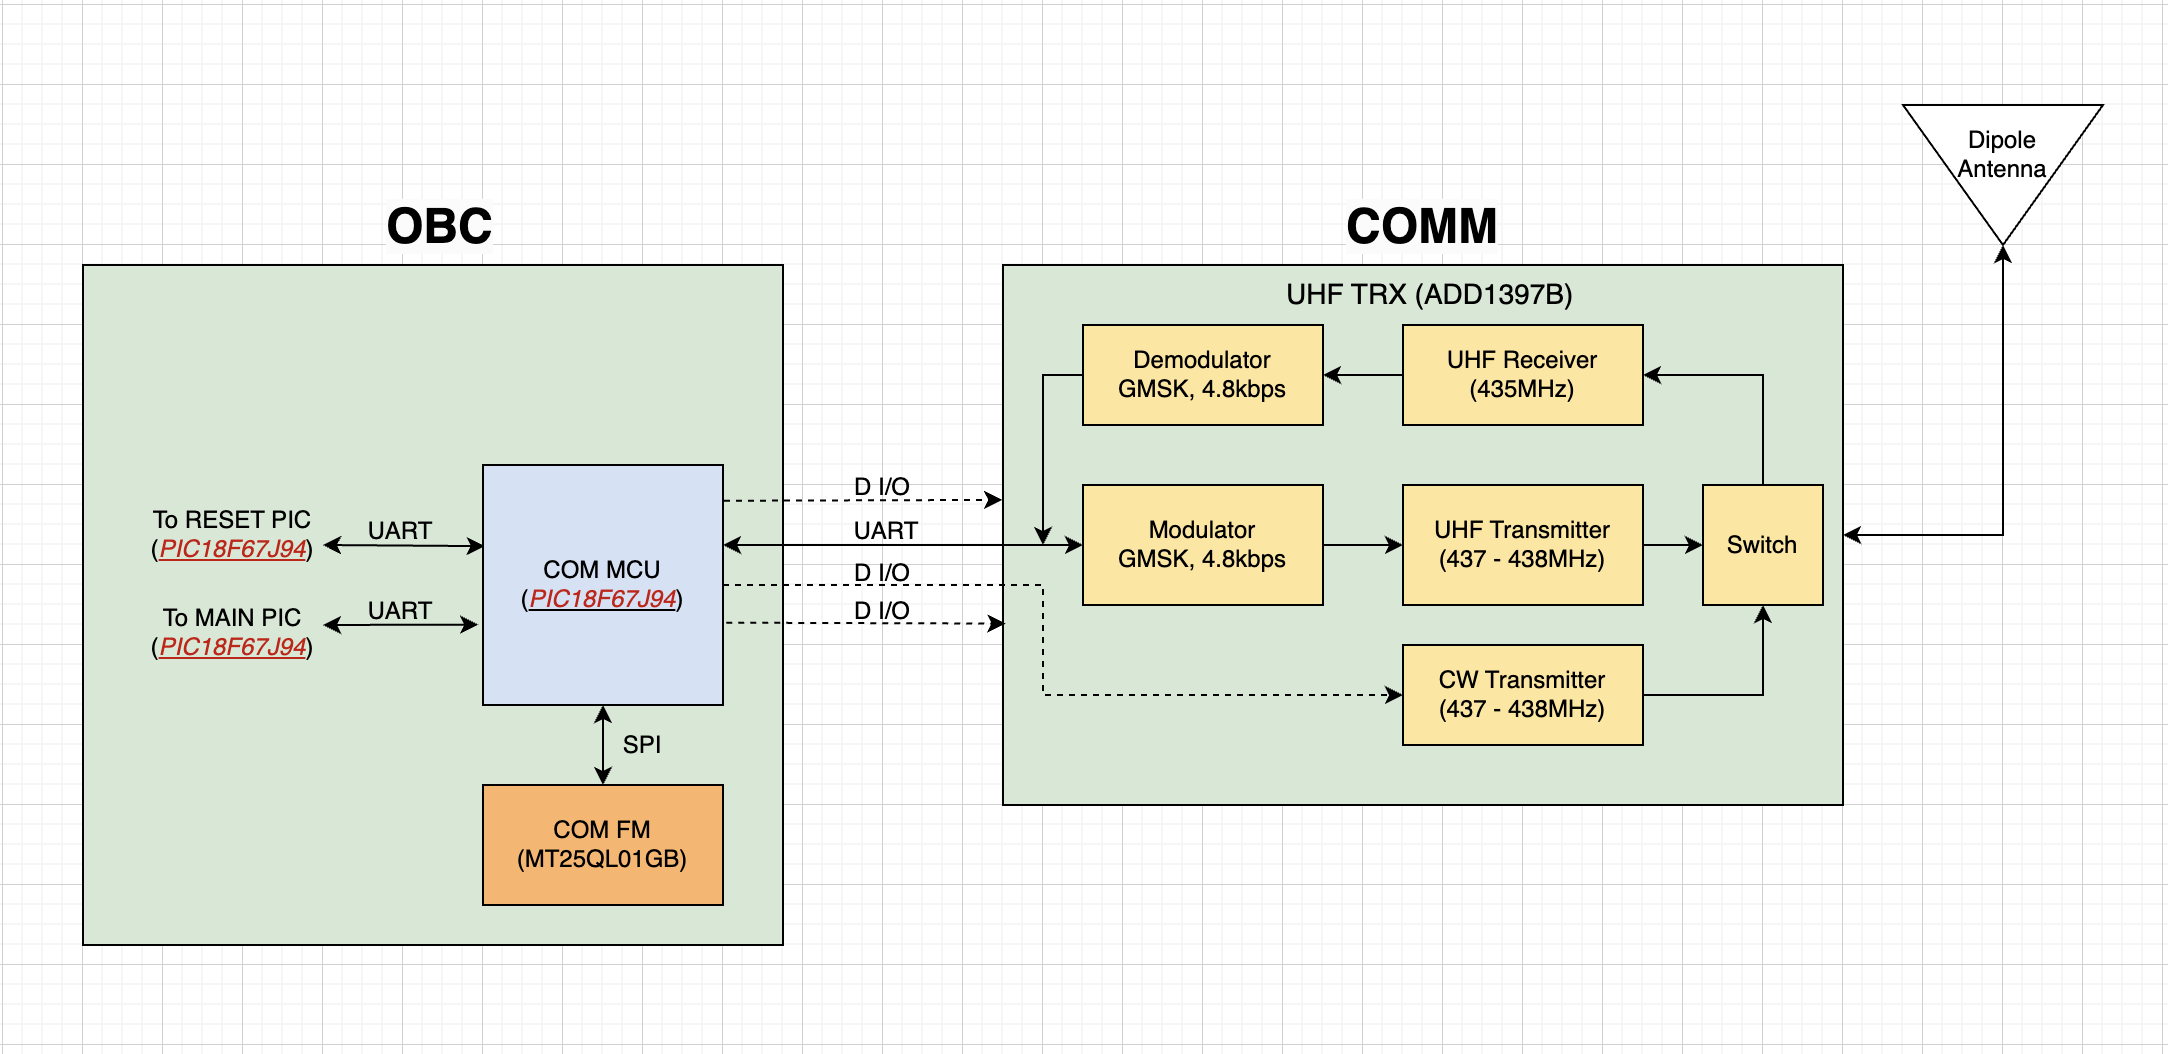 OBC
To RESET PIC
(PIC18F67J94)
UART
To MAIN PIC
(PIC18F67J94)
UART
COM MCU
(PIC18F67J94)
SPI
COM FM
(MT25QL01GB)
D I/O
UART
D I/O
D I/O
COMM
UHF TRX (ADD1397B)
Demodulator
GMSK, 4.8kbps
UHF Receiver
(435MHz)
Modulator
GMSK, 4.8kbps
UHF Transmitter
(437 - 438MHz)
Switch
CW Transmitter
(437 - 438MHz)
Dipole
Antenna